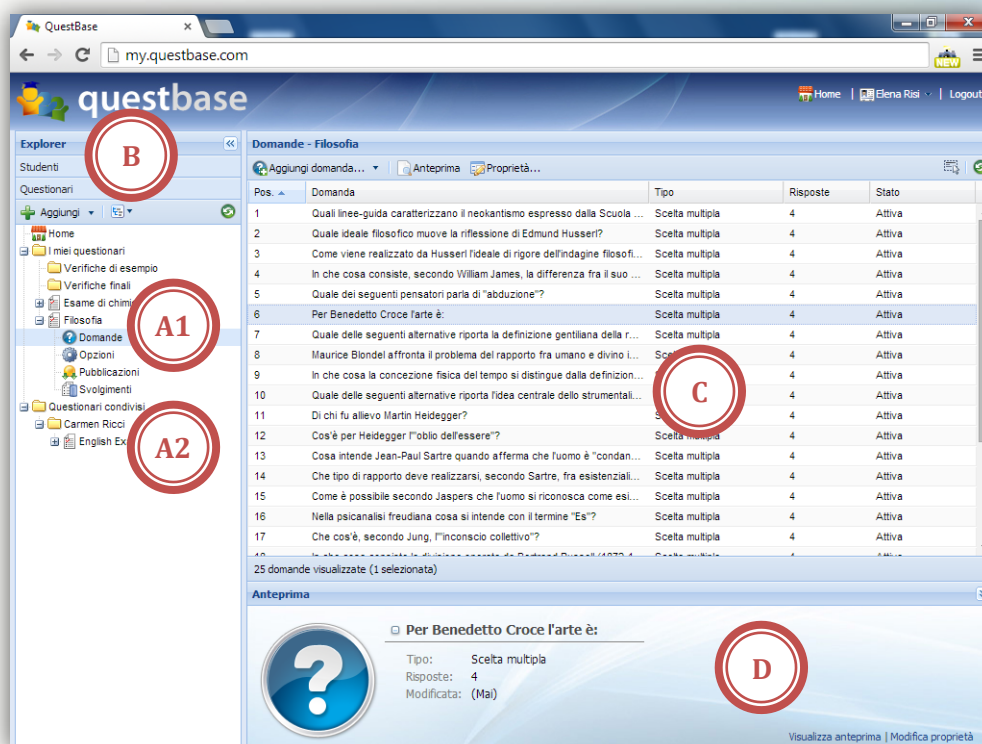 QuestBase
my.questbase.com
NEW
questbase
Home | Elena Risi | Logout
Explorer
B
Studenti
Questionari
Aggiungi
Home
I miei questionari
Verifiche di esempio
Verifiche finali
Esame di
Filosofia
A1
Domande
Opzioni
Pubblicazioni
Svolgimenti
Questionari condivisi
Carmen Ricci
English
A2
Domande - Filosofia
Aggiungi domanda... Anteprima Proprietà...
Pos. Domanda Tipo Risposte Stato
1 Quali linee-guida caratterizzano il neokantismo espresso dalla Scuola ... Scelta multipla 4 Attiva
2 Quale ideale filosofico muove la riflessione di Edmund Husserl? Scelta multipla 4 Attiva
3 Come viene realizzato da Husserl l'ideale di rigore dell'indagine filosofi... Scelta multipla 4 Attiva
4 In che cosa consiste, secondo William James, la differenza fra il suo ... Scelta multipla 4 Attiva
5 Quale dei seguenti pensatori parla di "abduzione"? Scelta multipla 4 Attiva
6 Per Benedetto Croce l'arte è: Scelta multipla 4 Attiva
7 Quale delle seguenti alternative riporta la definizione gentiliana della r... Scelta multipla 4 Attiva
8 Maurice Blondel affronta il problema del rapporto fra umano e divino i... 4 Attiva
9 In che cosa la concezione fisica del tempo si distingue dalla definizion... 4 Attiva
10 Quale delle seguenti alternative riporta l'idea centrale dello strumentali... 4 Attiva
C
11 Di chi fu allievo Martin Heidegger? 4 Attiva
12 Cos'è per Heidegger l'"oblio dell'essere"? Scelta multipla 4 Attiva
13 Cosa intende Jean-Paul Sartre quando afferma che l'uomo è "condan... Scelta multipla 4 Attiva
14 Che tipo di rapporto deve realizzarsi, secondo Sartre, fra esistenziali... Scelta multipla 4 Attiva
15 Come è possibile secondo Jaspers che l'uomo si riconosca come esi... Scelta multipla 4 Attiva
16 Nella psicanalisi freudiana cosa si intende con il termine "Es"? Scelta multipla 4 Attiva
17 Che cos'è, secondo Jung, l'"inconscio collettivo"? Scelta multipla 4 Attiva
25 domande visualizzate (1 selezionata)
Anteprima
Per Benedetto Croce l'arte è:
Tipo: Scelta multipla
Risposte: 4
Modificata: (Mai)
D
Visualizza anteprima | Modifica proprietà